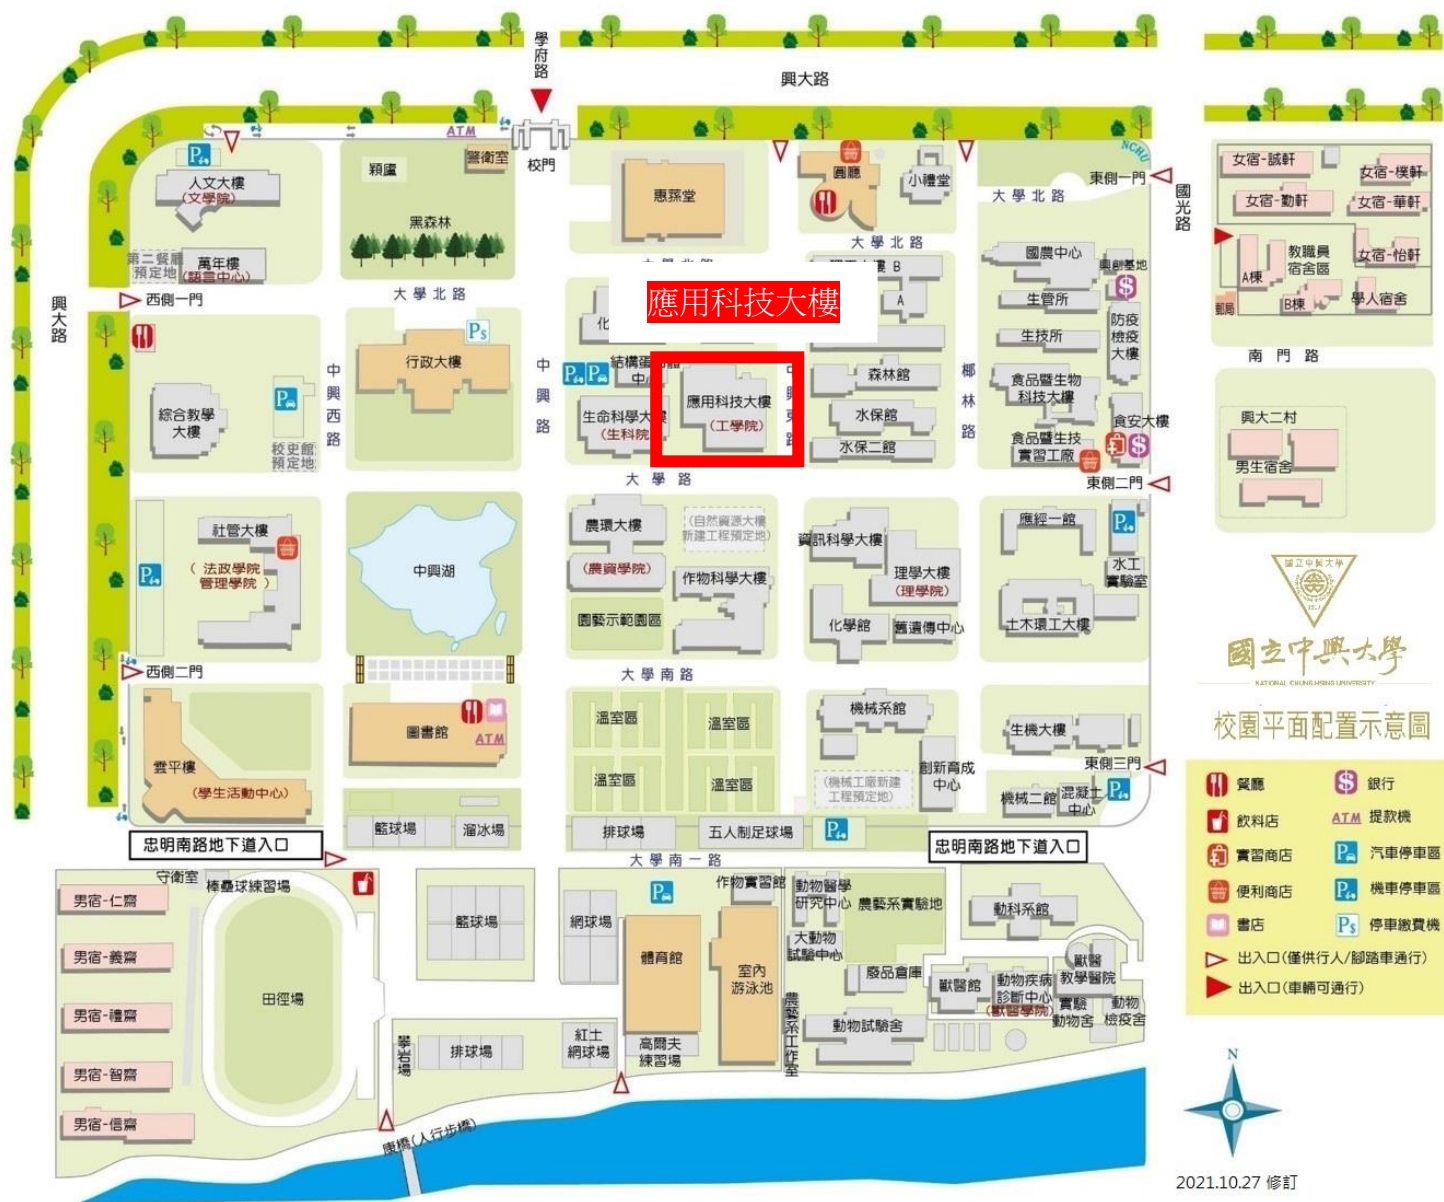 學府路
興大路
ATM
校門
警衛室
穎廬
黑森林
人文大樓
(文學院)
第二餐廳
預定地
萬年樓
(語言中心)
惠蓀堂
圓廳
小禮堂
大學北路
NCHU
東側一門
國光路
女宿-誠軒
女宿-樸軒
女宿-勤軒
女宿-華軒
A棟
教職員
宿舍區
女宿-怡軒
郵局
B棟
學人宿舍
南門路
興大路
西側一門
大學北路
大學北路
B
A
國農中心
興創基地
生管所
生技所
防疫
檢疫
大樓
應用科技大樓
行政大樓
中興西路
中興路
椰林路
綜合教學
大樓
校史館
預定地
生命科學大樓
(生科院)
應用科技大樓
(工學院)
森林館
水保館
水保二館
食品暨生物
科技大樓
食品暨生技
實習工廠
食安大樓
東側二門
大學路
興大二村
男生宿舍
社管大樓
(法政學院
管理學院)
中興湖
農環大樓
(農資學院)
(自然資源大樓
新建工程預定地)
作物科學大樓
園藝示範園區
資訊科學大樓
理學大樓
(理學院)
化學館
舊遺傳中心
應經一館
水工
實驗室
土木環工大樓
國立中興大學
NATIONAL CHUNG HSING UNIVERSITY
校園平面配置示意圖
西側二門
大學南路
雲平樓
(學生活動中心)
圖書館
ATM
溫室區
溫室區
溫室區
溫室區
機械系館
(機械工廠新建
工程預定地)
創新育成
中心
生機大樓
東側三門
機械二館
混凝土
中心
籃球場
溜冰場
排球場
五人制足球場
忠明南路地下道入口
忠明南路地下道入口
大學南一路
餐廳
銀行
飲料店
ATM 提款機
實習商店
汽車停車區
便利商店
機車停車區
書店
停車繳費機
出入口(僅供行人/腳踏車通行)
出入口(車輛可通行)
守衛室
棒壘球練習場
男宿-仁齋
男宿-義齋
男宿-禮齋
男宿-智齋
男宿-信齋
田徑場
籃球場
排球場
攀岩場
網球場
紅土
網球場
體育館
高爾夫
練習場
室內
游泳池
作物實習館
動物醫學
研究中心
農藝系實驗地
大動物
試驗中心
廢品倉庫
農藝系工作室
動物試驗舍
動科系館
獸醫館
動物疾病
診斷中心
(獸醫學院)
獸醫
教學醫院
實驗
動物舍
動物
檢疫舍
康橋(人行步橋)
N
2021.10.27 修訂